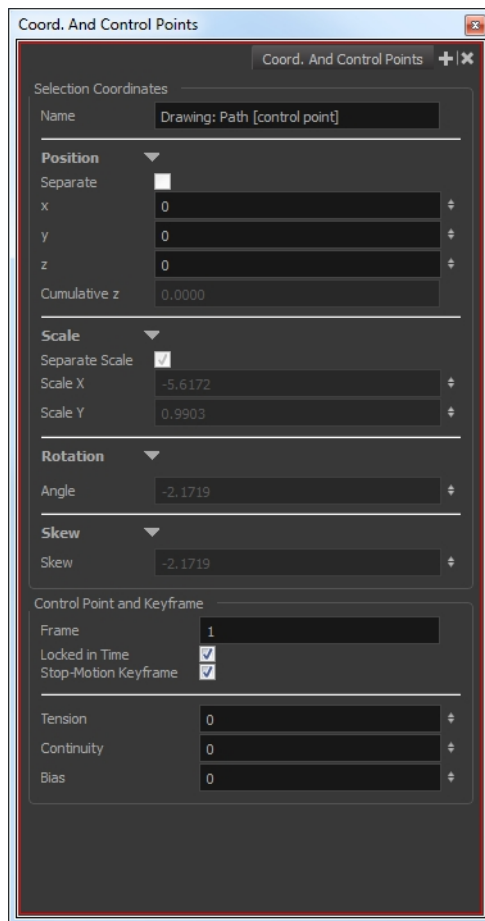 Coord. And Control Points
Coord. And Control Points
Selection Coordinates
Name Drawing: Path [control point]
Position
Separate
x 0
y 0
z 0
Cumulative z 0.0000
Scale
Separate Scale
Scale X -5.6172
Scale Y 0.9903
Rotation
Angle -2.1719
Skew
Skew -2.1719
Control Point and Keyframe
Frame 1
Locked in Time
Stop-Motion Keyframe
Tension 0
Continuity 0
Bias 0